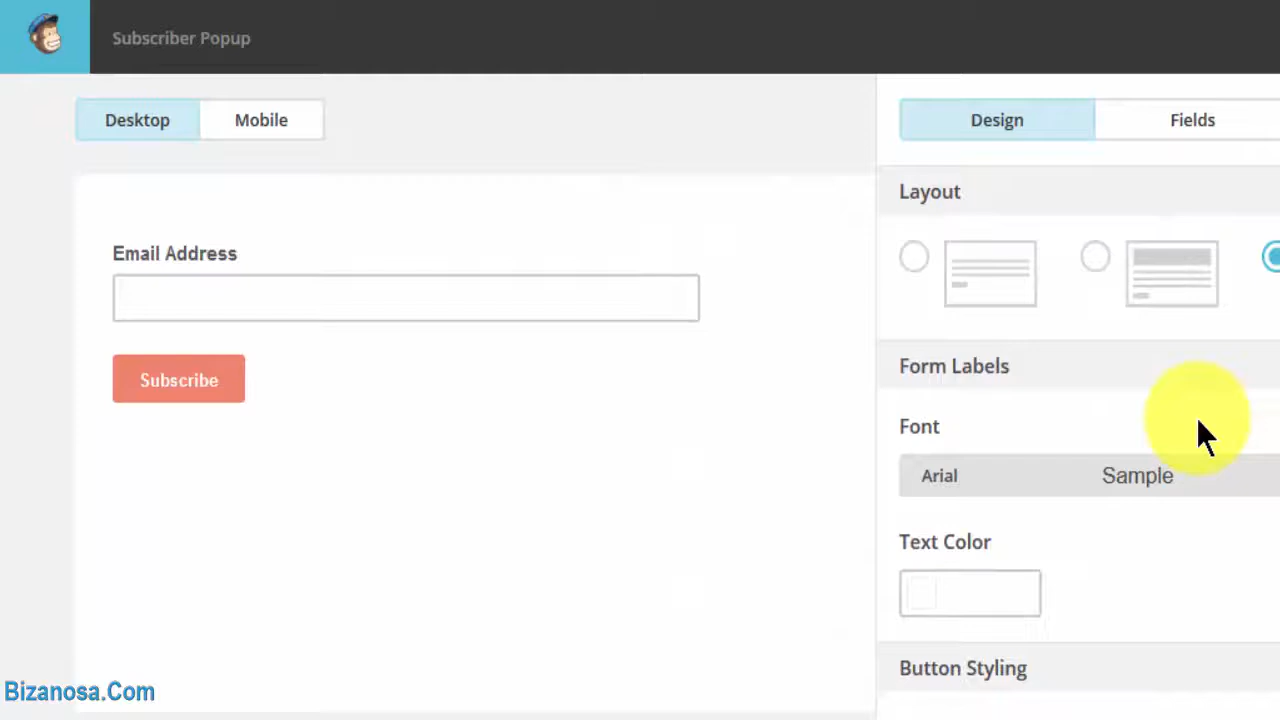 Subscriber Popup
Desktop Mobile
Design Fields
Layout
Email Address
Subscribe
Form Labels
Font
Arial Sample
Text Color
Button Styling
Bizanosa.Com